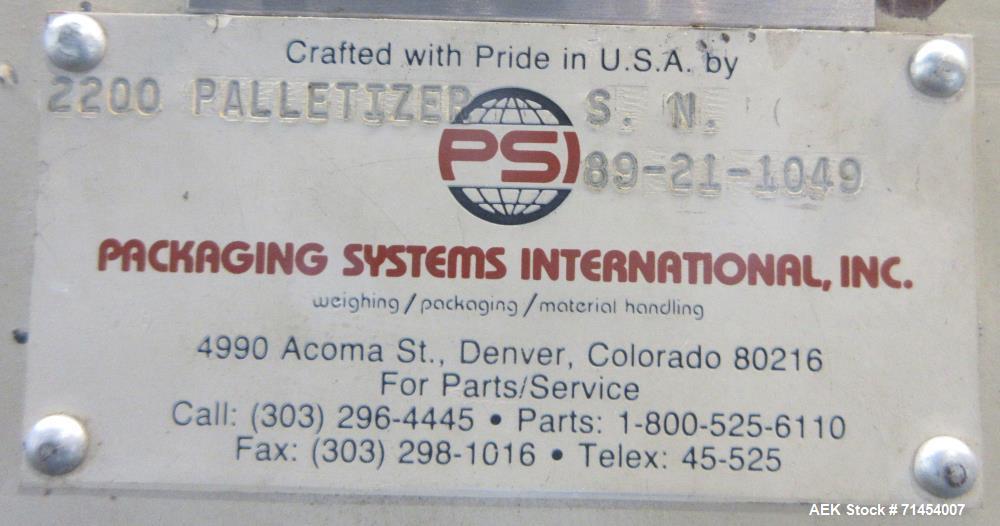 Crafted with Pride in U.S.A. by
2200 PALLETIZER S. N.
PSI 89-21-1049
PACKAGING SYSTEMS INTERNATIONAL, INC.
weighing/packaging/material handling
4990 Acoma St., Denver, Colorado 80216
For Parts/Service
Call: (303) 296-4445 • Parts: 1-800-525-6110
Fax: (303) 298-1016 • Telex: 45-525
AEK Stock # 71454007